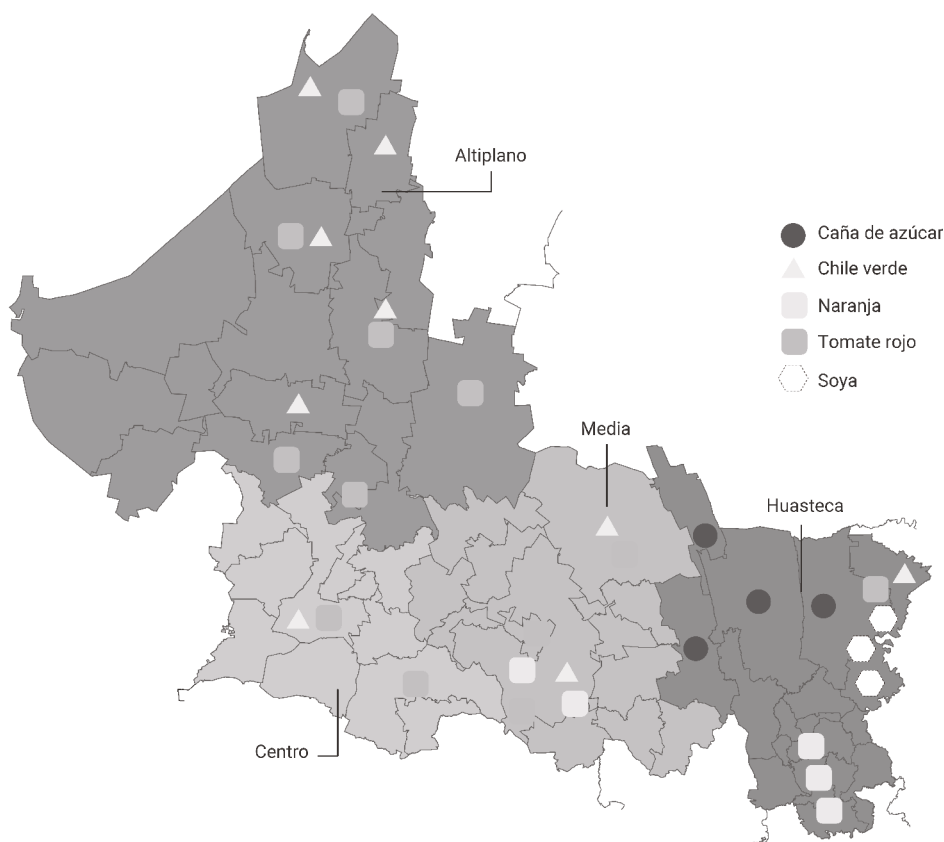 Altiplano
Caña de azúcar
Chile verde
Naranja
Tomate rojo
Soya
Media
Huasteca
Centro